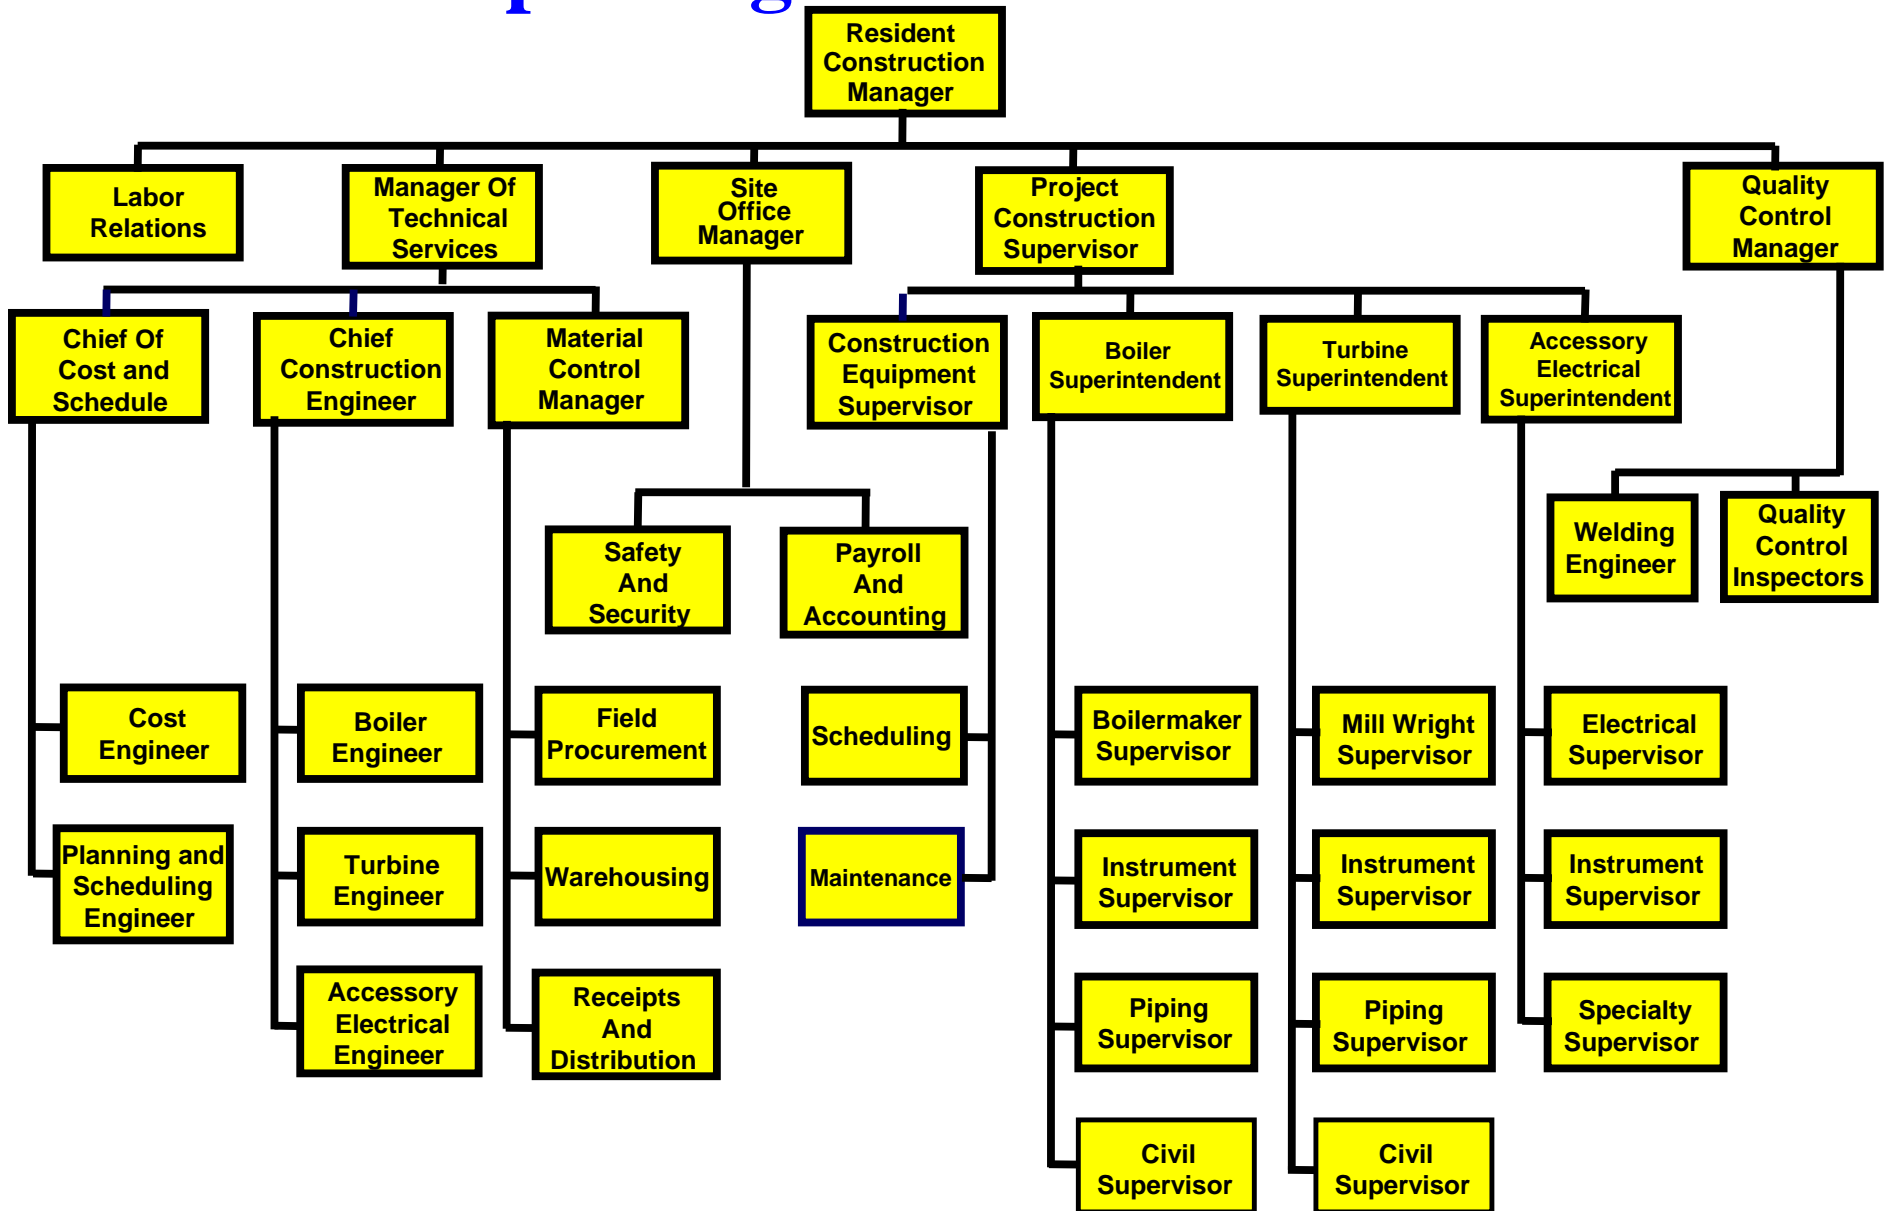 Resident
Construction
Manager
Labor
Relations
Manager Of
Technical
Services
Site
Office
Manager
Project
Construction
Supervisor
Quality
Control
Manager
Chief Of
Cost and
Schedule
Chief
Construction
Engineer
Material
Control
Manager
Construction
Equipment
Supervisor
Boiler
Superintendent
Turbine
Superintendent
Accessory
Electrical
Superintendent
Safety
And
Security
Payroll
And
Accounting
Welding
Engineer
Quality
Control
Inspectors
Cost
Engineer
Boiler
Engineer
Field
Procurement
Scheduling
Boilermaker
Supervisor
Mill Wright
Supervisor
Electrical
Supervisor
Planning and
Scheduling
Engineer
Turbine
Engineer
Warehousing
Maintenance
Instrument
Supervisor
Instrument
Supervisor
Instrument
Supervisor
Accessory
Electrical
Engineer
Receipts
And
Distribution
Piping
Supervisor
Piping
Supervisor
Specialty
Supervisor
Civil
Supervisor
Civil
Supervisor